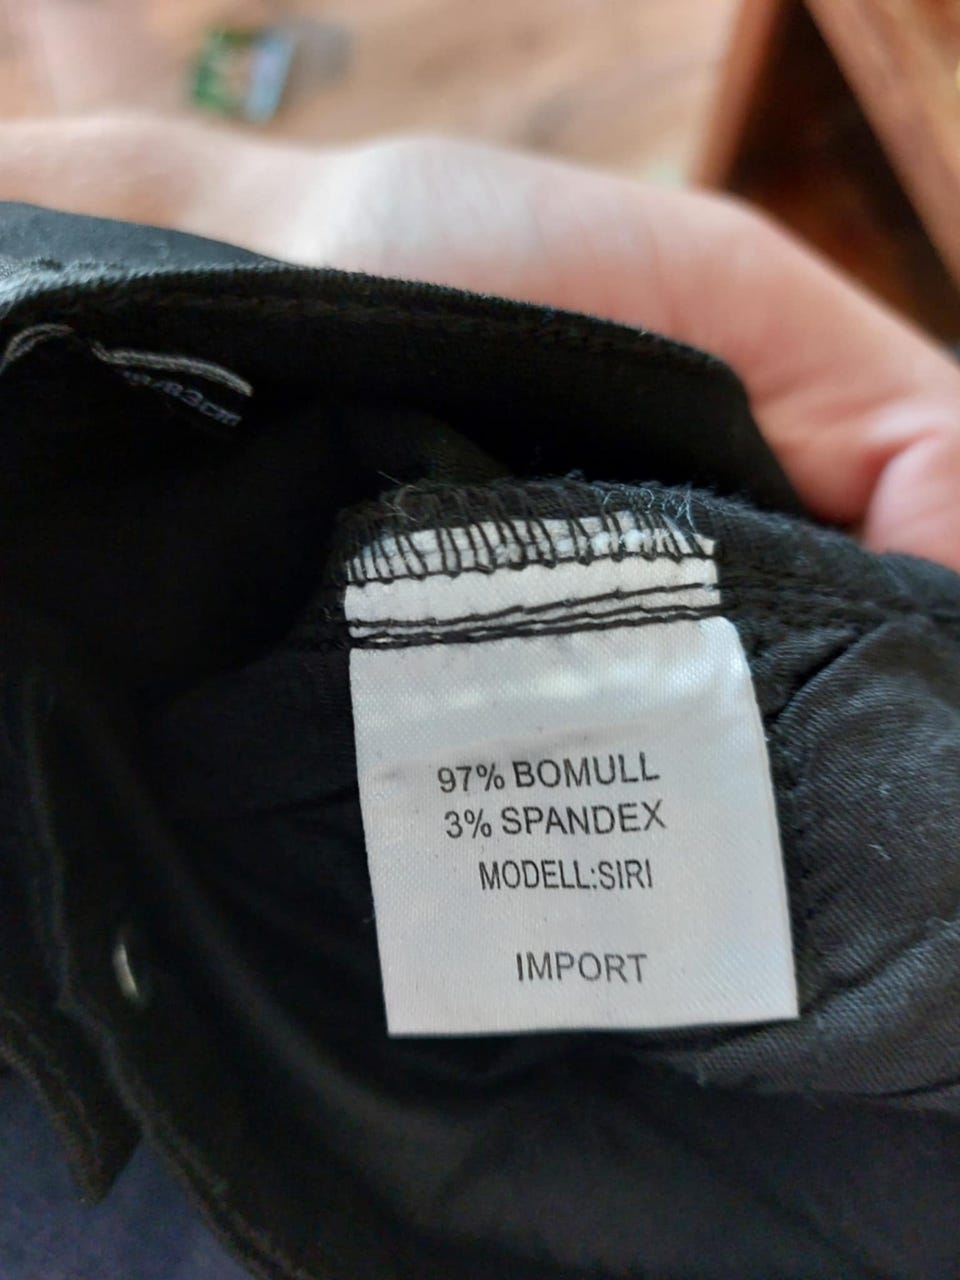 97% BOMULL
3% SPANDEX
MODELL:SIRI
IMPORT